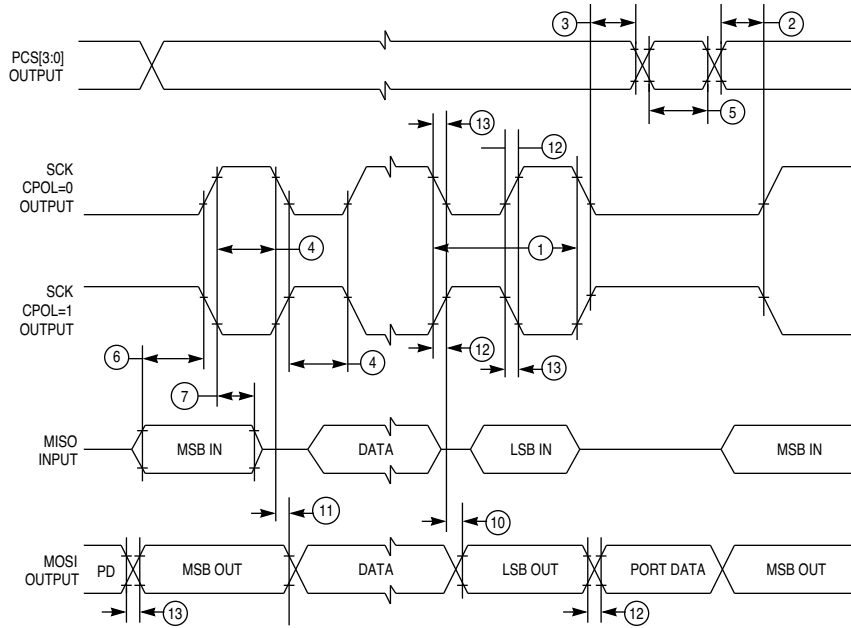 3
2
PCS[3:0]
OUTPUT
5
13
12
SCK
CPOL=0
OUTPUT
4
1
SCK
CPOL=1
OUTPUT
6
4
12
13
7
MISO
INPUT
MSB IN
DATA
LSB IN
MSB IN
11
10
MOSI
OUTPUT
PD
MSB OUT
DATA
LSB OUT
PORT DATA
MSB OUT
13
12